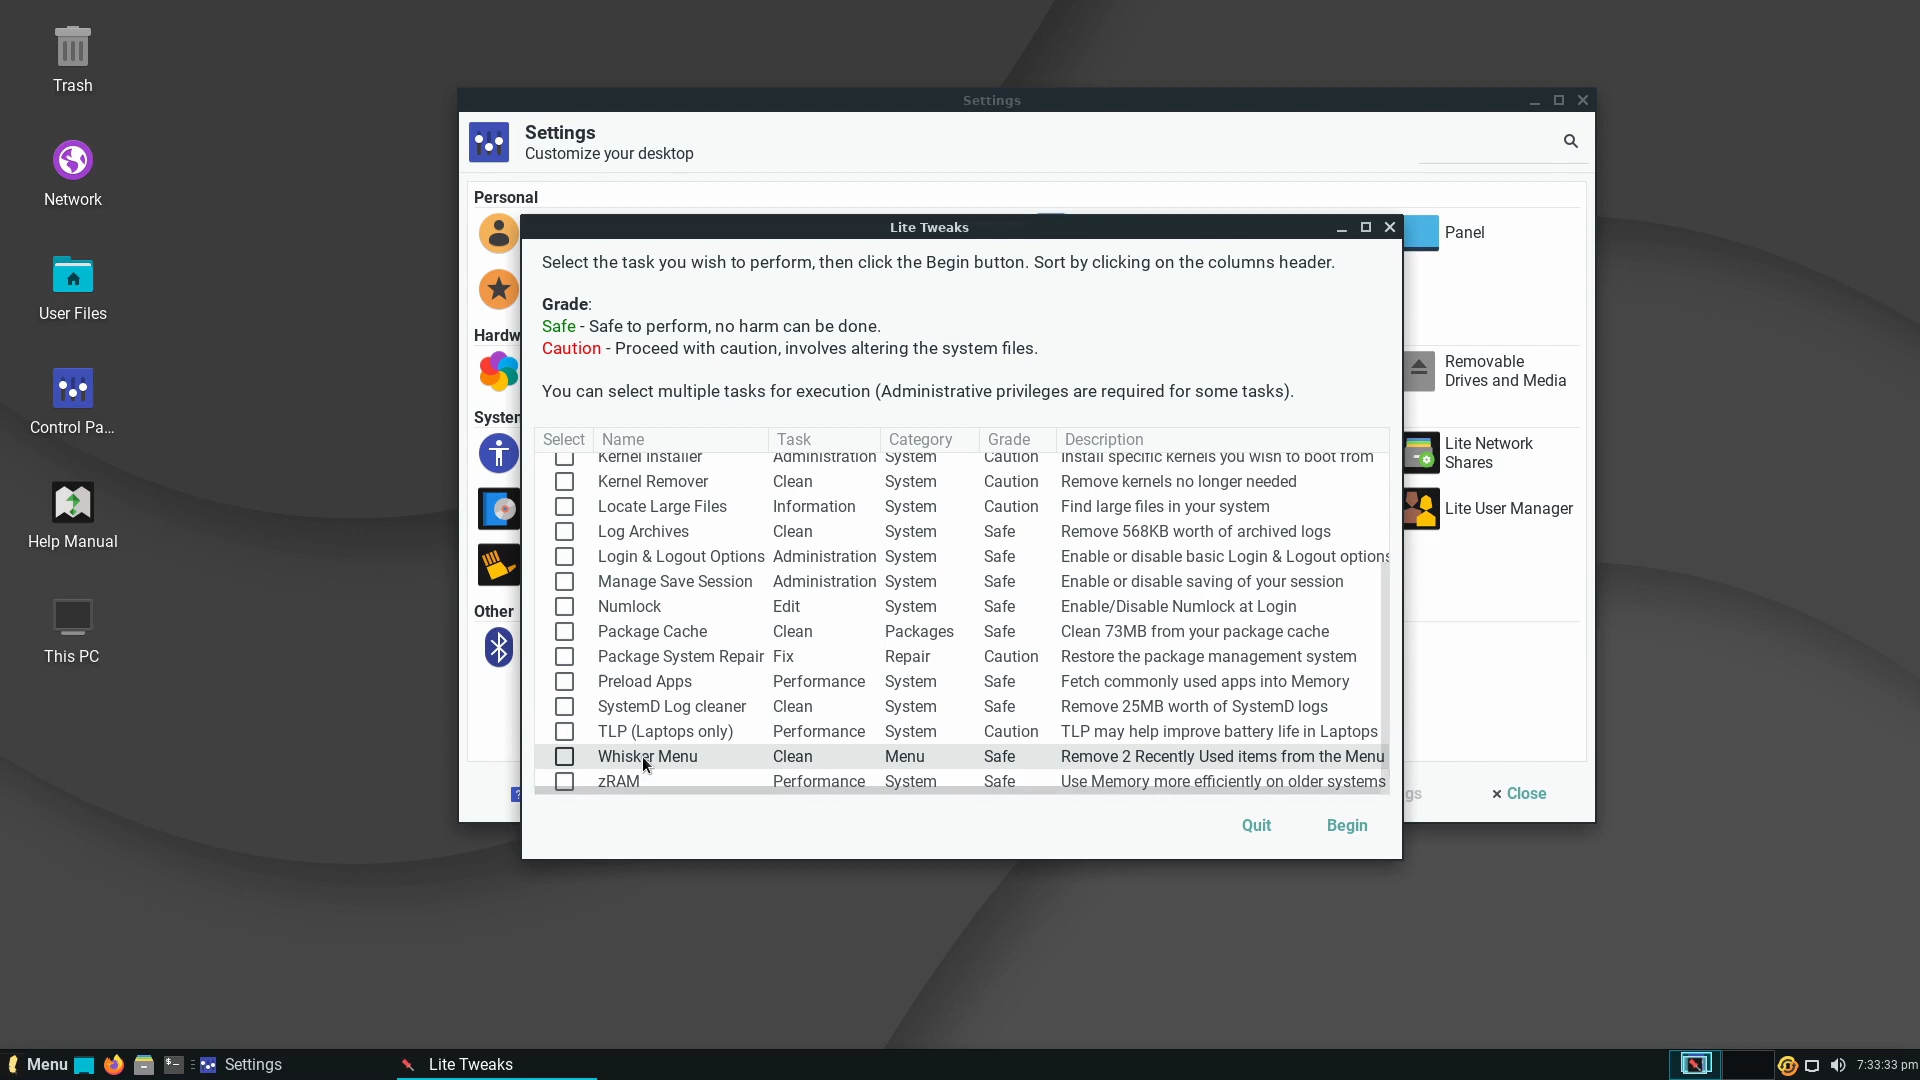 Trash
Network
User Files
Control Pa...
Help Manual
This PC
Settings
Settings
Customize your desktop
Personal
Panel
Hardw
Removable
Drives and Media
System
Lite Network
Shares
Lite User Manager
Other
gs
Close
Lite Tweaks
Select the task you wish to perform, then click the Begin button. Sort by clicking on the columns header.
Grade:
Safe - Safe to perform, no harm can be done.
Caution - Proceed with caution, involves altering the system files.
You can select multiple tasks for execution (Administrative privileges are required for some tasks).
Select Name Task Category Grade Description
Kernel Installer Administration System Caution Install specific kernels you wish to boot from
Kernel Remover Clean System Caution Remove kernels no longer needed
Locate Large Files Information System Caution Find large files in your system
Log Archives Clean System Safe Remove 568KB worth of archived logs
Login & Logout Options Administration System Safe Enable or disable basic Login & Logout options
Manage Save Session Administration System Safe Enable or disable saving of your session
Numlock Edit System Safe Enable/Disable Numlock at Login
Package Cache Clean Packages Safe Clean 73MB from your package cache
Package System Repair Fix Repair Caution Restore the package management system
Preload Apps Performance System Safe Fetch commonly used apps into Memory
SystemD Log cleaner Clean System Safe Remove 25MB worth of SystemD logs
TLP (Laptops only) Performance System Caution TLP may help improve battery life in Laptops
Whisker Menu Clean Menu Safe Remove 2 Recently Used items from the Menu
zRAM Performance System Safe Use Memory more efficiently on older systems
Quit Begin
Menu Settings Lite Tweaks 7:33:33 pm